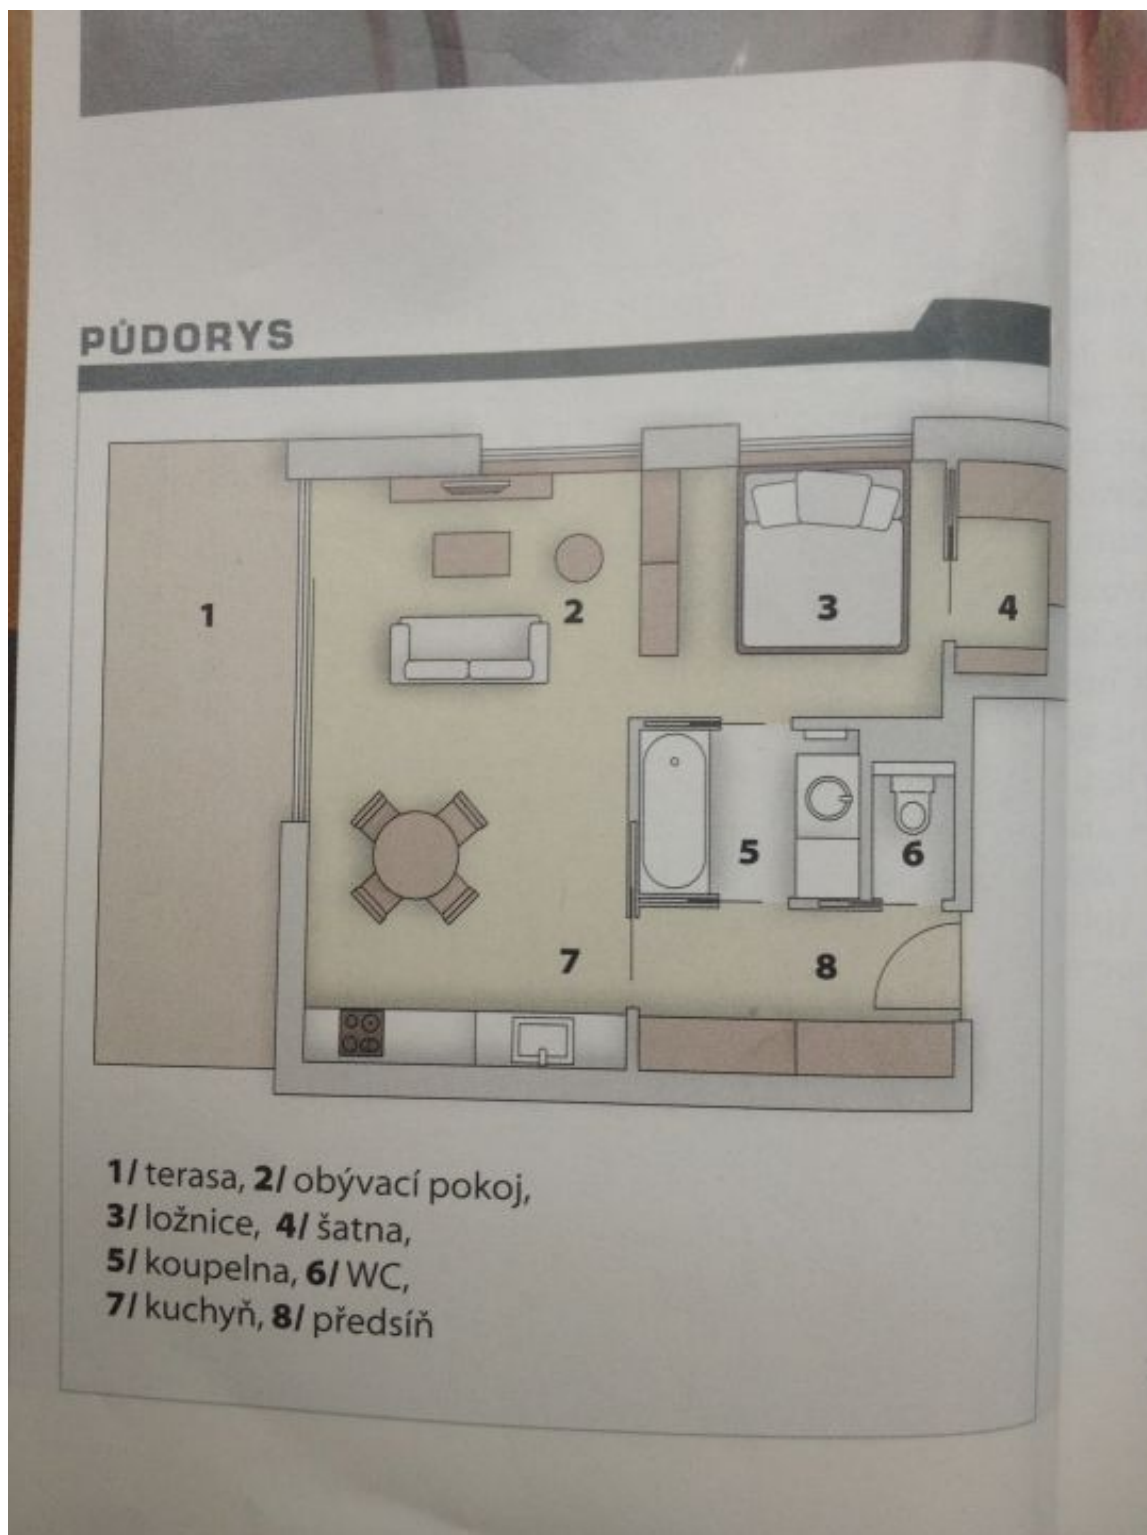 PŮDORYS
1
2
3
4
5
6
7
8
1/ terasa, 2/ obývací pokoj,
3/ ložnice, 4/ šatna,
5/ koupelna, 6/ WC,
7/ kuchyň, 8/ předsíň